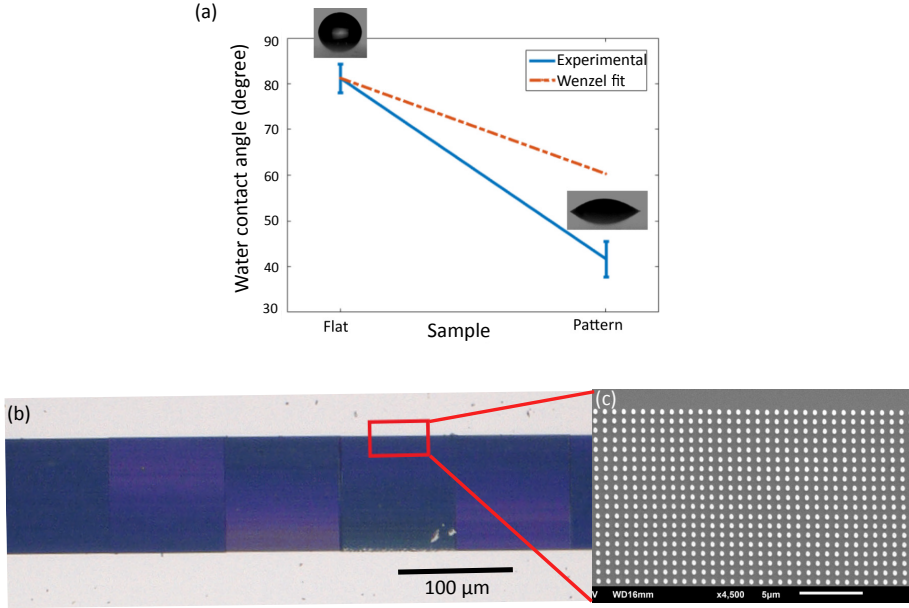 (a)
90
80
70
60
50
40
30
Water contact angle (degree)
Experimental
Wenzel fit
Flat
Sample
Pattern
(b)
100 μm
(c)
V WD16mm x4,500 5μm